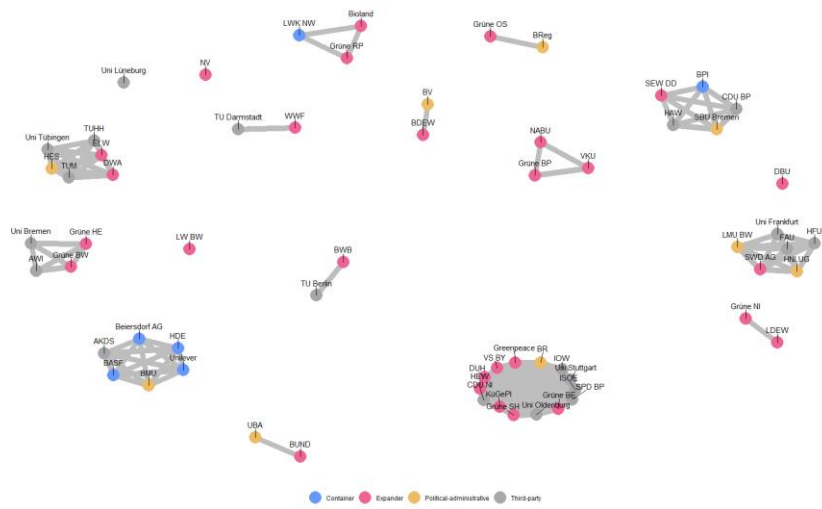 Bioland
LWK NW
Grüne OS
BReg
Grüne RP
NV
Uni Lüneburg
BPI
SEW DD
CDU BP
BV
HAW
SBU Bremen
TU Darmstadt
WWF
BDEW
TUHH
Uni Tübingen
ELW
HES
TUM
DWA
NABU
VKU
Grüne BP
DBU
Uni Bremen
Grüne HE
LW BW
AWI
Grüne BW
BWB
TU Berlin
Uni Frankfurt
HFU
LMU BW
FAU
SWD AG
HNLUG
Grüne NI
LDEW
Beiersdorf AG
HDE
AKDS
Unilever
BASF
BMU
Greenpeace
BR
VS BY
IOW
DUH
Uni Stuttgart
HEW
ISOE
CDU NI
SPD BP
KöGePl
Grüne BE
Grüne SH
Uni Oldenburg
UBA
BUND
Container
Expander
Political-administrative
Third-party